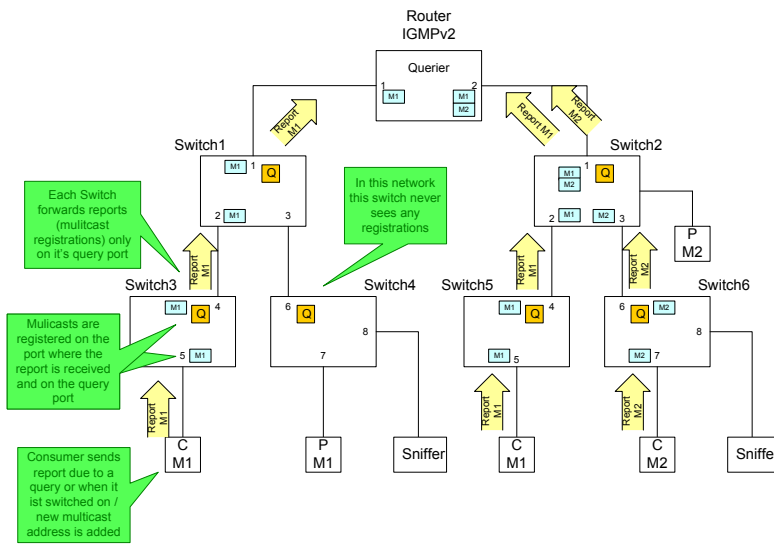 Router
IGMPv2
Querier
1
2
M1
M1
M2
Report M1
Report M1
Report M2
Switch1
Switch2
M1
1
Q
2
M1
3
M1
M2
1
Q
2
M1
M2
3
P
M2
Each Switch
forwards reports
(mulitcast
registrations) only
on it's query port
In this network
this switch never
sees any
registrations
Report M1
Report M1
Report M2
Switch3
Switch4
Switch5
Switch6
M1
Q
4
5
M1
6
Q
8
7
M1
Q
4
M1
5
6
Q
M2
8
M2
7
Mulicasts are
registered on the
port where the
report is received
and on the query
port
Report M1
Report M1
Report M2
C
M1
P
M1
Sniffer
C
M1
C
M2
Sniffe
Consumer sends
report due to a
query or when it
ist switched on /
new multicast
address is added